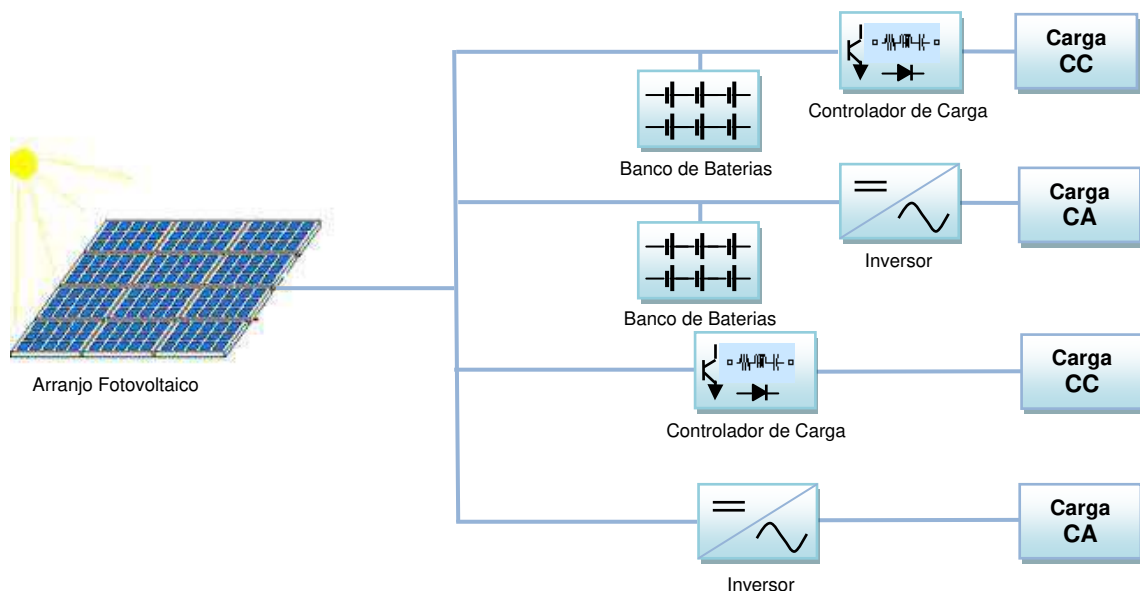 Carga
CC
Controlador de Carga
Banco de Baterias
Carga
CA
Inversor
Banco de Baterias
Arranjo Fotovoltaico
Carga
CC
Controlador de Carga
Carga
CA
Inversor